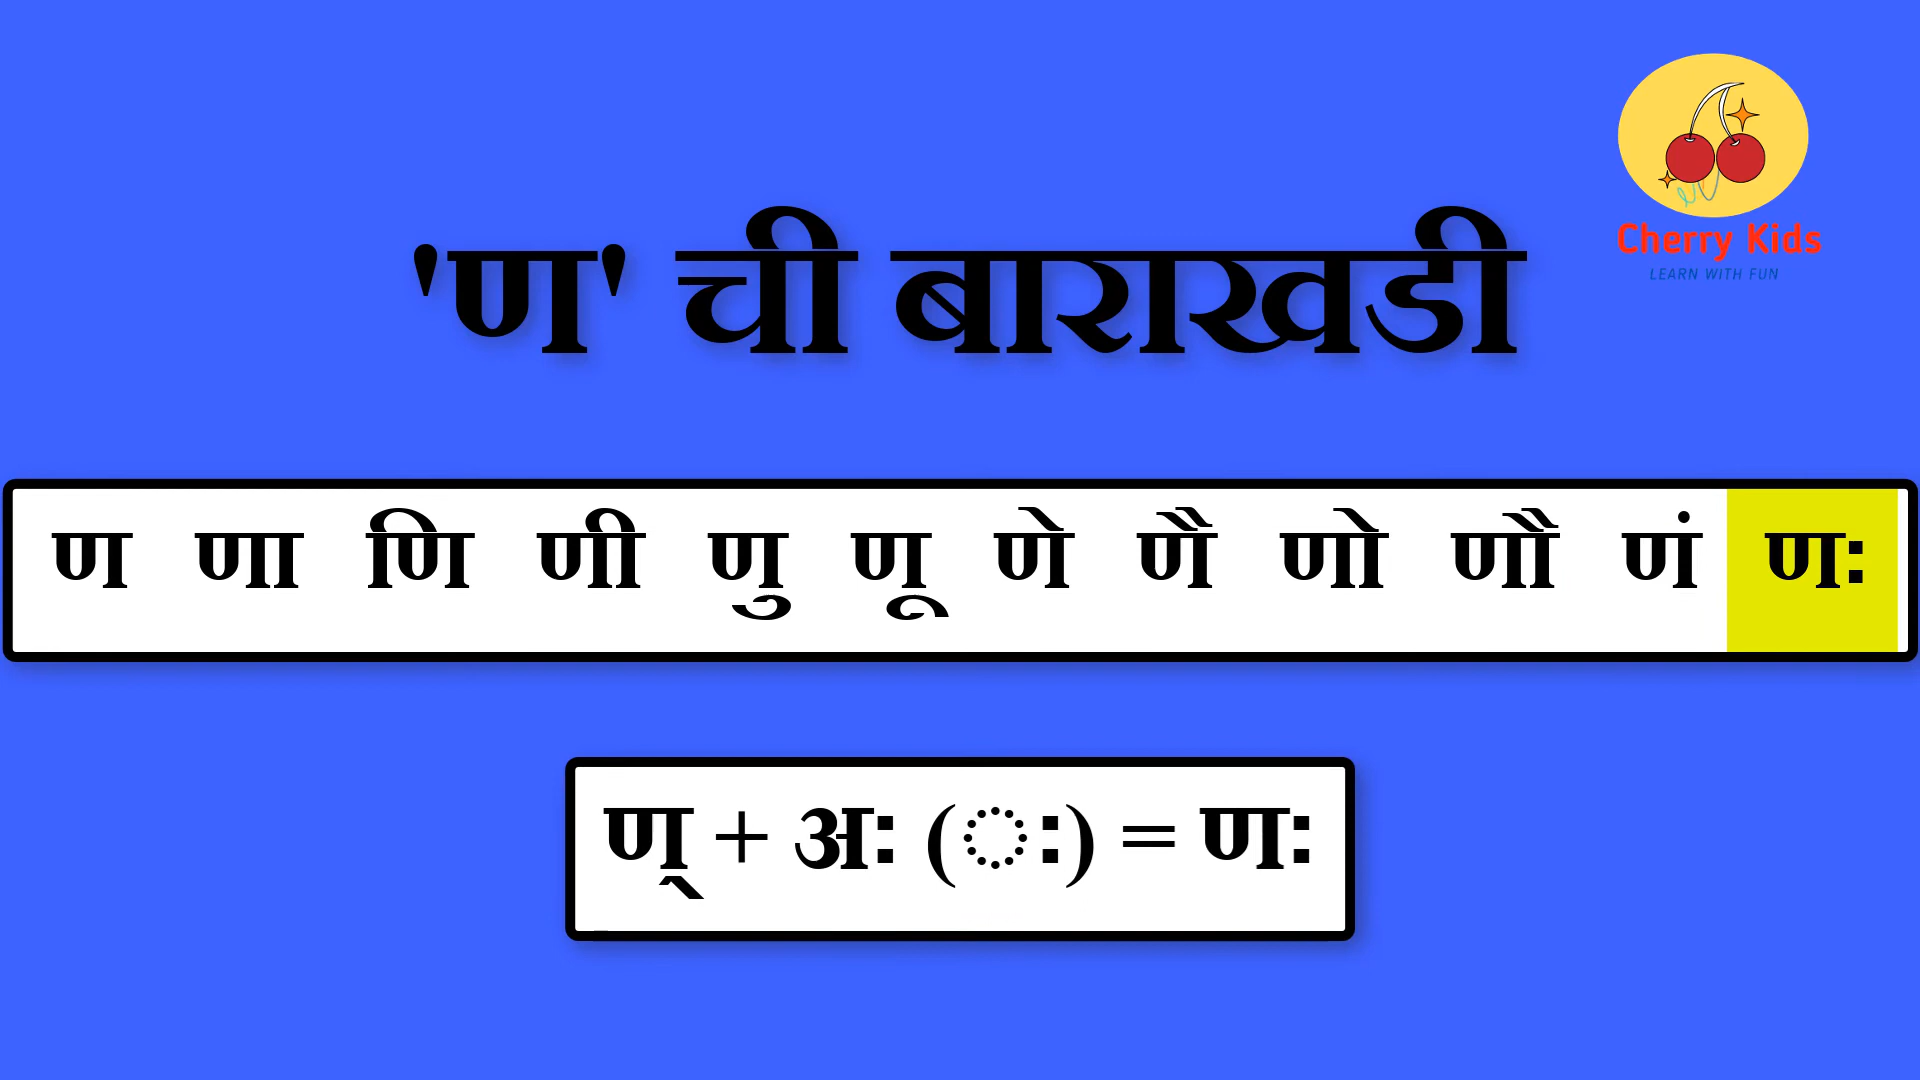 Cherry Kids
LEARN WITH FUN
'ण' ची बाराखडी
ण णा णि णी णु णू णे णै णो णौ णं णः
ण् + अः (ः) = णः